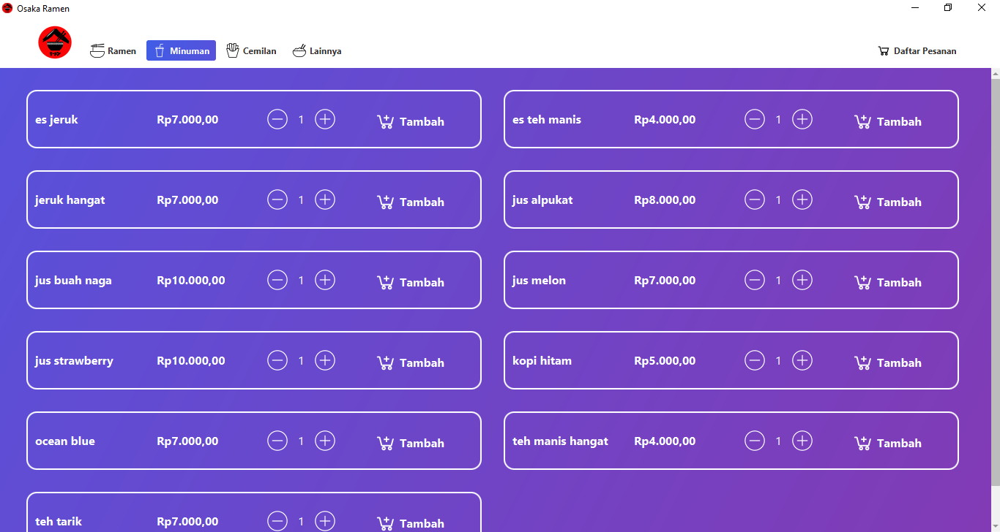 Osaka Ramen
Ramen Minuman Cemilan Lainnya Daftar Pesanan
es jeruk Rp7.000,00 1 Tambah
es teh manis Rp4.000,00 1 Tambah
jeruk hangat Rp7.000,00 1 Tambah
jus alpukat Rp8.000,00 1 Tambah
jus buah naga Rp10.000,00 1 Tambah
jus melon Rp7.000,00 1 Tambah
jus strawberry Rp10.000,00 1 Tambah
kopi hitam Rp5.000,00 1 Tambah
ocean blue Rp7.000,00 1 Tambah
teh manis hangat Rp4.000,00 1 Tambah
teh tarik Rp7.000,00 1 Tambah